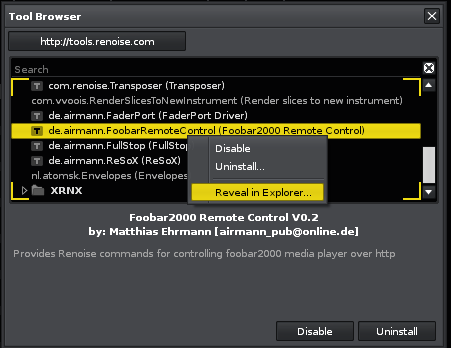 Tool Browser
http://tools.renoise.com
Search
T com.renoise.Transposer (Transposer)
com.vvoois.RenderSlicesToNewInstrument (Render slices to new instrument)
T de.airmann.FaderPort (FaderPort Driver)
T de.airmann.FoobarRemoteControl (Foobar2000 Remote Control)
T de.airmann.FullStop (FullS
Disable
T de.airmann.ReSoX (ReSoX)
Uninstall...
nl.atomsk.Envelopes (Envelopes
XRNX
Reveal in Explorer...
Foobar2000 Remote Control V0.2
by: Matthias Ehrmann [airmann_pub@online.de]
Provides Renoise commands for controlling foobar2000 media player over http
Disable
Uninstall